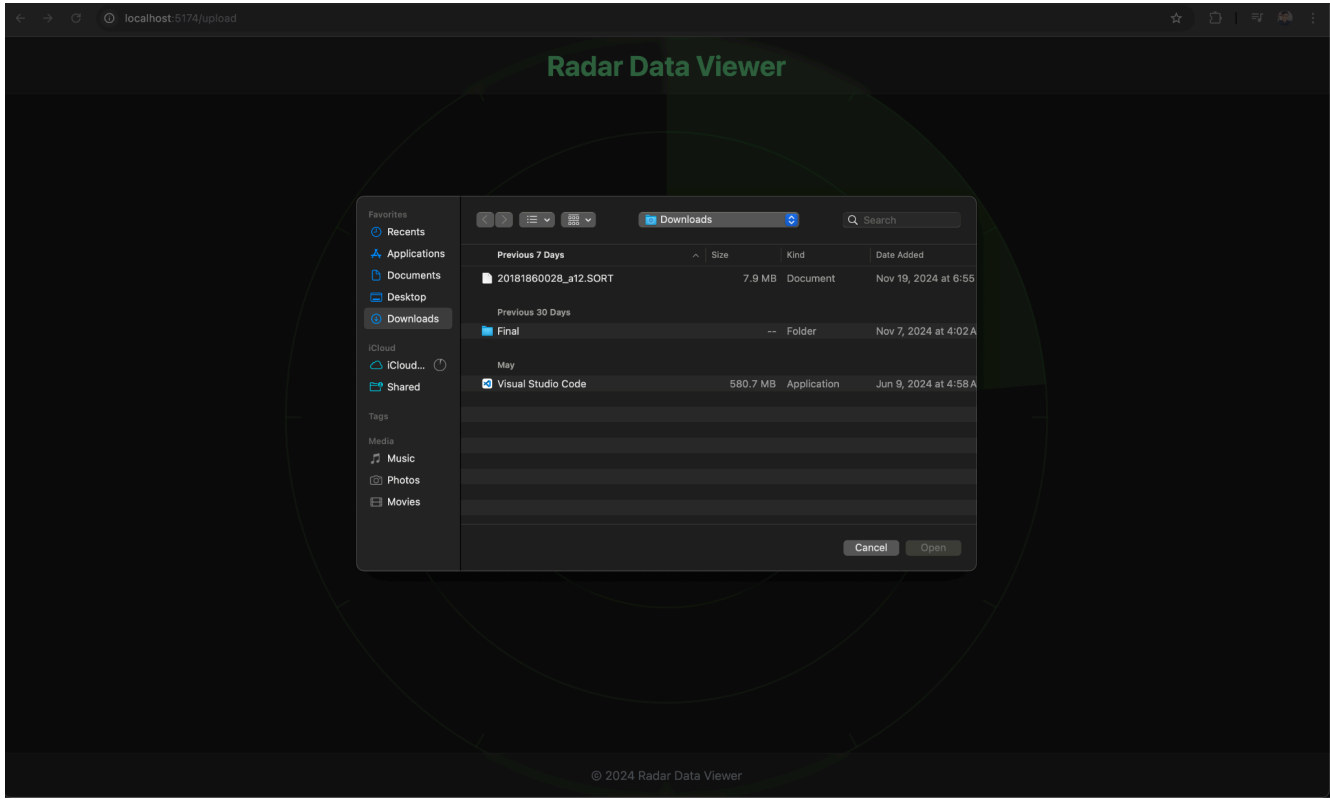 localhost:5174/upload
Radar Data Viewer
Favorites
Recents
Applications
Documents
Desktop
Downloads
iCloud
iCloud...
Shared
Tags
Media
Music
Photos
Movies
Downloads
Search
Previous 7 Days Size Kind Date Added
20181860028_a12.SORT 7.9 MB Document Nov 19, 2024 at 6:55
Previous 30 Days
Final -- Folder Nov 7, 2024 at 4:02 A
May
Visual Studio Code 580.7 MB Application Jun 9, 2024 at 4:58 A
Cancel Open
© 2024 Radar Data Viewer